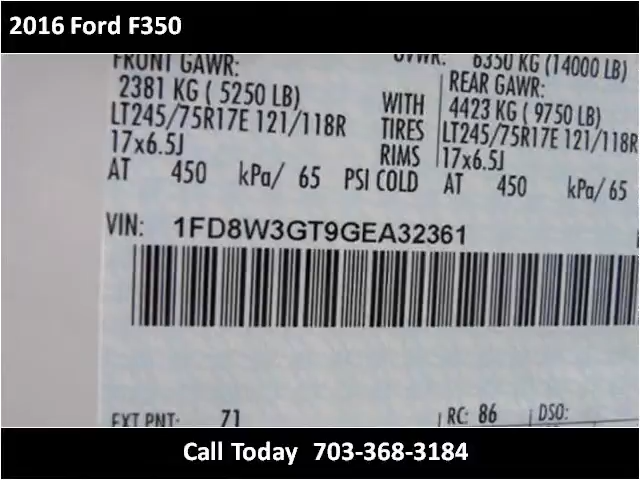 2016 Ford F350
FRONT GAWR: GVWR: 6350 KG (14000 LB)
2381 KG ( 5250 LB) WITH REAR GAWR:
LT245/75R17E 121/118R TIRES 4423 KG ( 9750 LB)
17x6.5J RIMS LT245/75R17E 121/118R
17x6.5J
AT 450 kPa/ 65 PSI COLD AT 450 kPa/ 65
VIN: 1FD8W3GT9GEA32361
EXT PNT: 71 RC: 86 DSO:
Call Today 703-368-3184